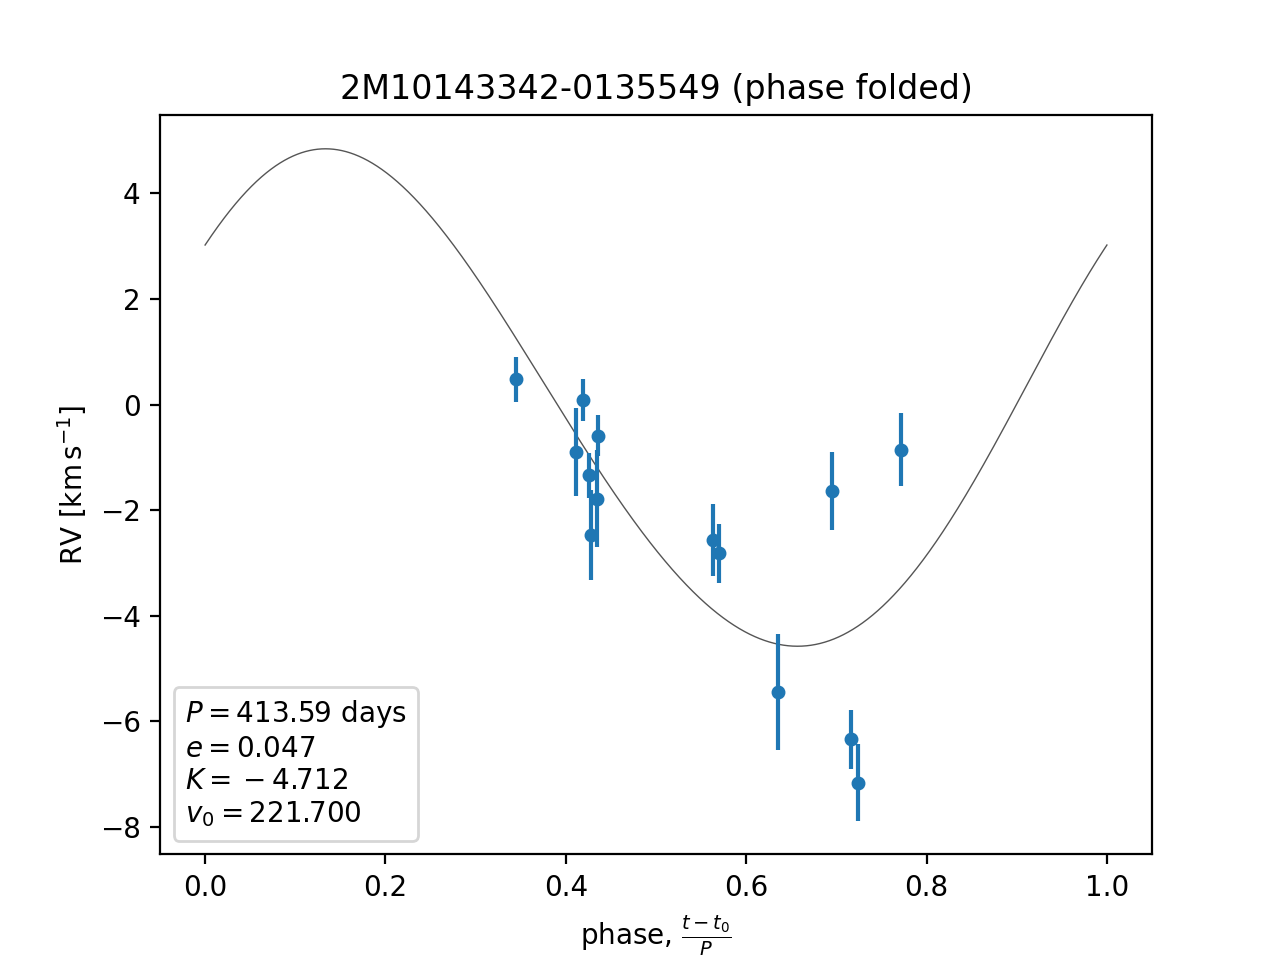 2M10143342-0135549 (phase folded)
4
2
0
−2
−4
−6
−8
RV [km s⁻¹]
P = 413.59 days
e = 0.047
K = −4.712
v₀ = 221.700
0.0 0.2 0.4 0.6 0.8 1.0
phase, (t − t₀)/P